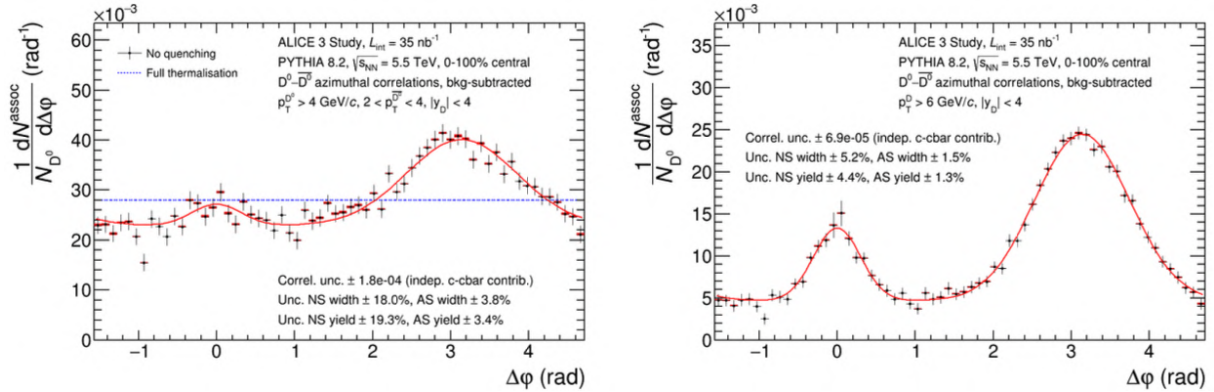 ×10⁻³
60
50
40
30
20
10
0
1/N_D⁰ dN^assoc/dΔφ (rad⁻¹)
No quenching
Full thermalisation
ALICE 3 Study, L_int = 35 nb⁻¹
PYTHIA 8.2, √s_NN = 5.5 TeV, 0-100% central
D⁰–D̅⁰ azimuthal correlations, bkg-subtracted
p_T^D⁰ > 4 GeV/c, 2 < p_T^D̅⁰ < 4, |y_D| < 4
Correl. unc. ± 1.8e-04 (indep. c-cbar contrib.)
Unc. NS width ± 18.0%, AS width ± 3.8%
Unc. NS yield ± 19.3%, AS yield ± 3.4%
−1 0 1 2 3 4
Δφ (rad)
×10⁻³
35
30
25
20
15
10
5
0
1/N_D⁰ dN^assoc/dΔφ (rad⁻¹)
ALICE 3 Study, L_int = 35 nb⁻¹
PYTHIA 8.2, √s_NN = 5.5 TeV, 0-100% central
D⁰–D̅⁰ azimuthal correlations, bkg-subtracted
p_T^D > 6 GeV/c, |y_D| < 4
Correl. unc. ± 6.9e-05 (indep. c-cbar contrib.)
Unc. NS width ± 5.2%, AS width ± 1.5%
Unc. NS yield ± 4.4%, AS yield ± 1.3%
−1 0 1 2 3 4
Δφ (rad)